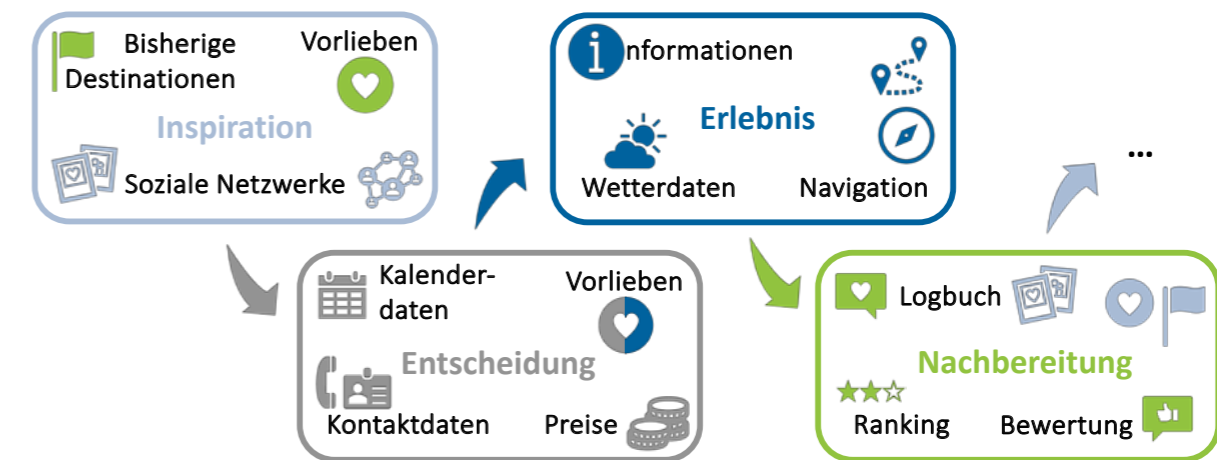 Bisherige
Destinationen
Vorlieben
Inspiration
Soziale Netzwerke
informationen
Erlebnis
Wetterdaten
Navigation
...
Kalender-
daten
Vorlieben
Entscheidung
Kontaktdaten
Preise
Logbuch
Nachbereitung
Ranking
Bewertung